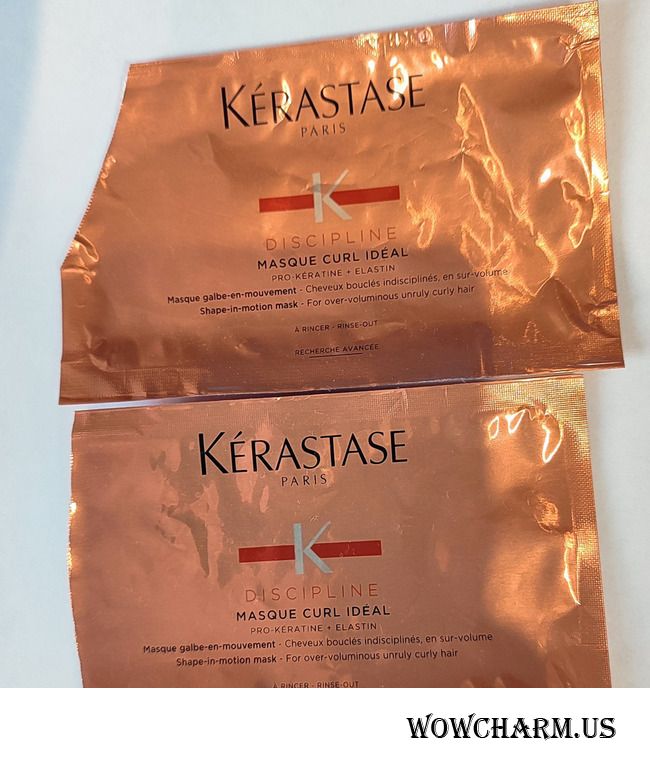 KÉRASTASE
PARIS
K
DISCIPLINE
MASQUE CURL IDÉAL
PRO-KÉRATINE + ELASTIN
Masque galbe-en-mouvement - Cheveux bouclés indisciplinés, en sur-volume
Shape-in-motion mask - For over-voluminous unruly curly hair
À RINCER - RINSE-OUT
RECHERCHE AVANCÉE
KÉRASTASE
PARIS
K
DISCIPLINE
MASQUE CURL IDÉAL
PRO-KÉRATINE + ELASTIN
Masque galbe-en-mouvement - Cheveux bouclés indisciplinés, en sur-volume
Shape-in-motion mask - For over-voluminous unruly curly hair
À RINCER - RINSE-OUT
WOWCHARM.US